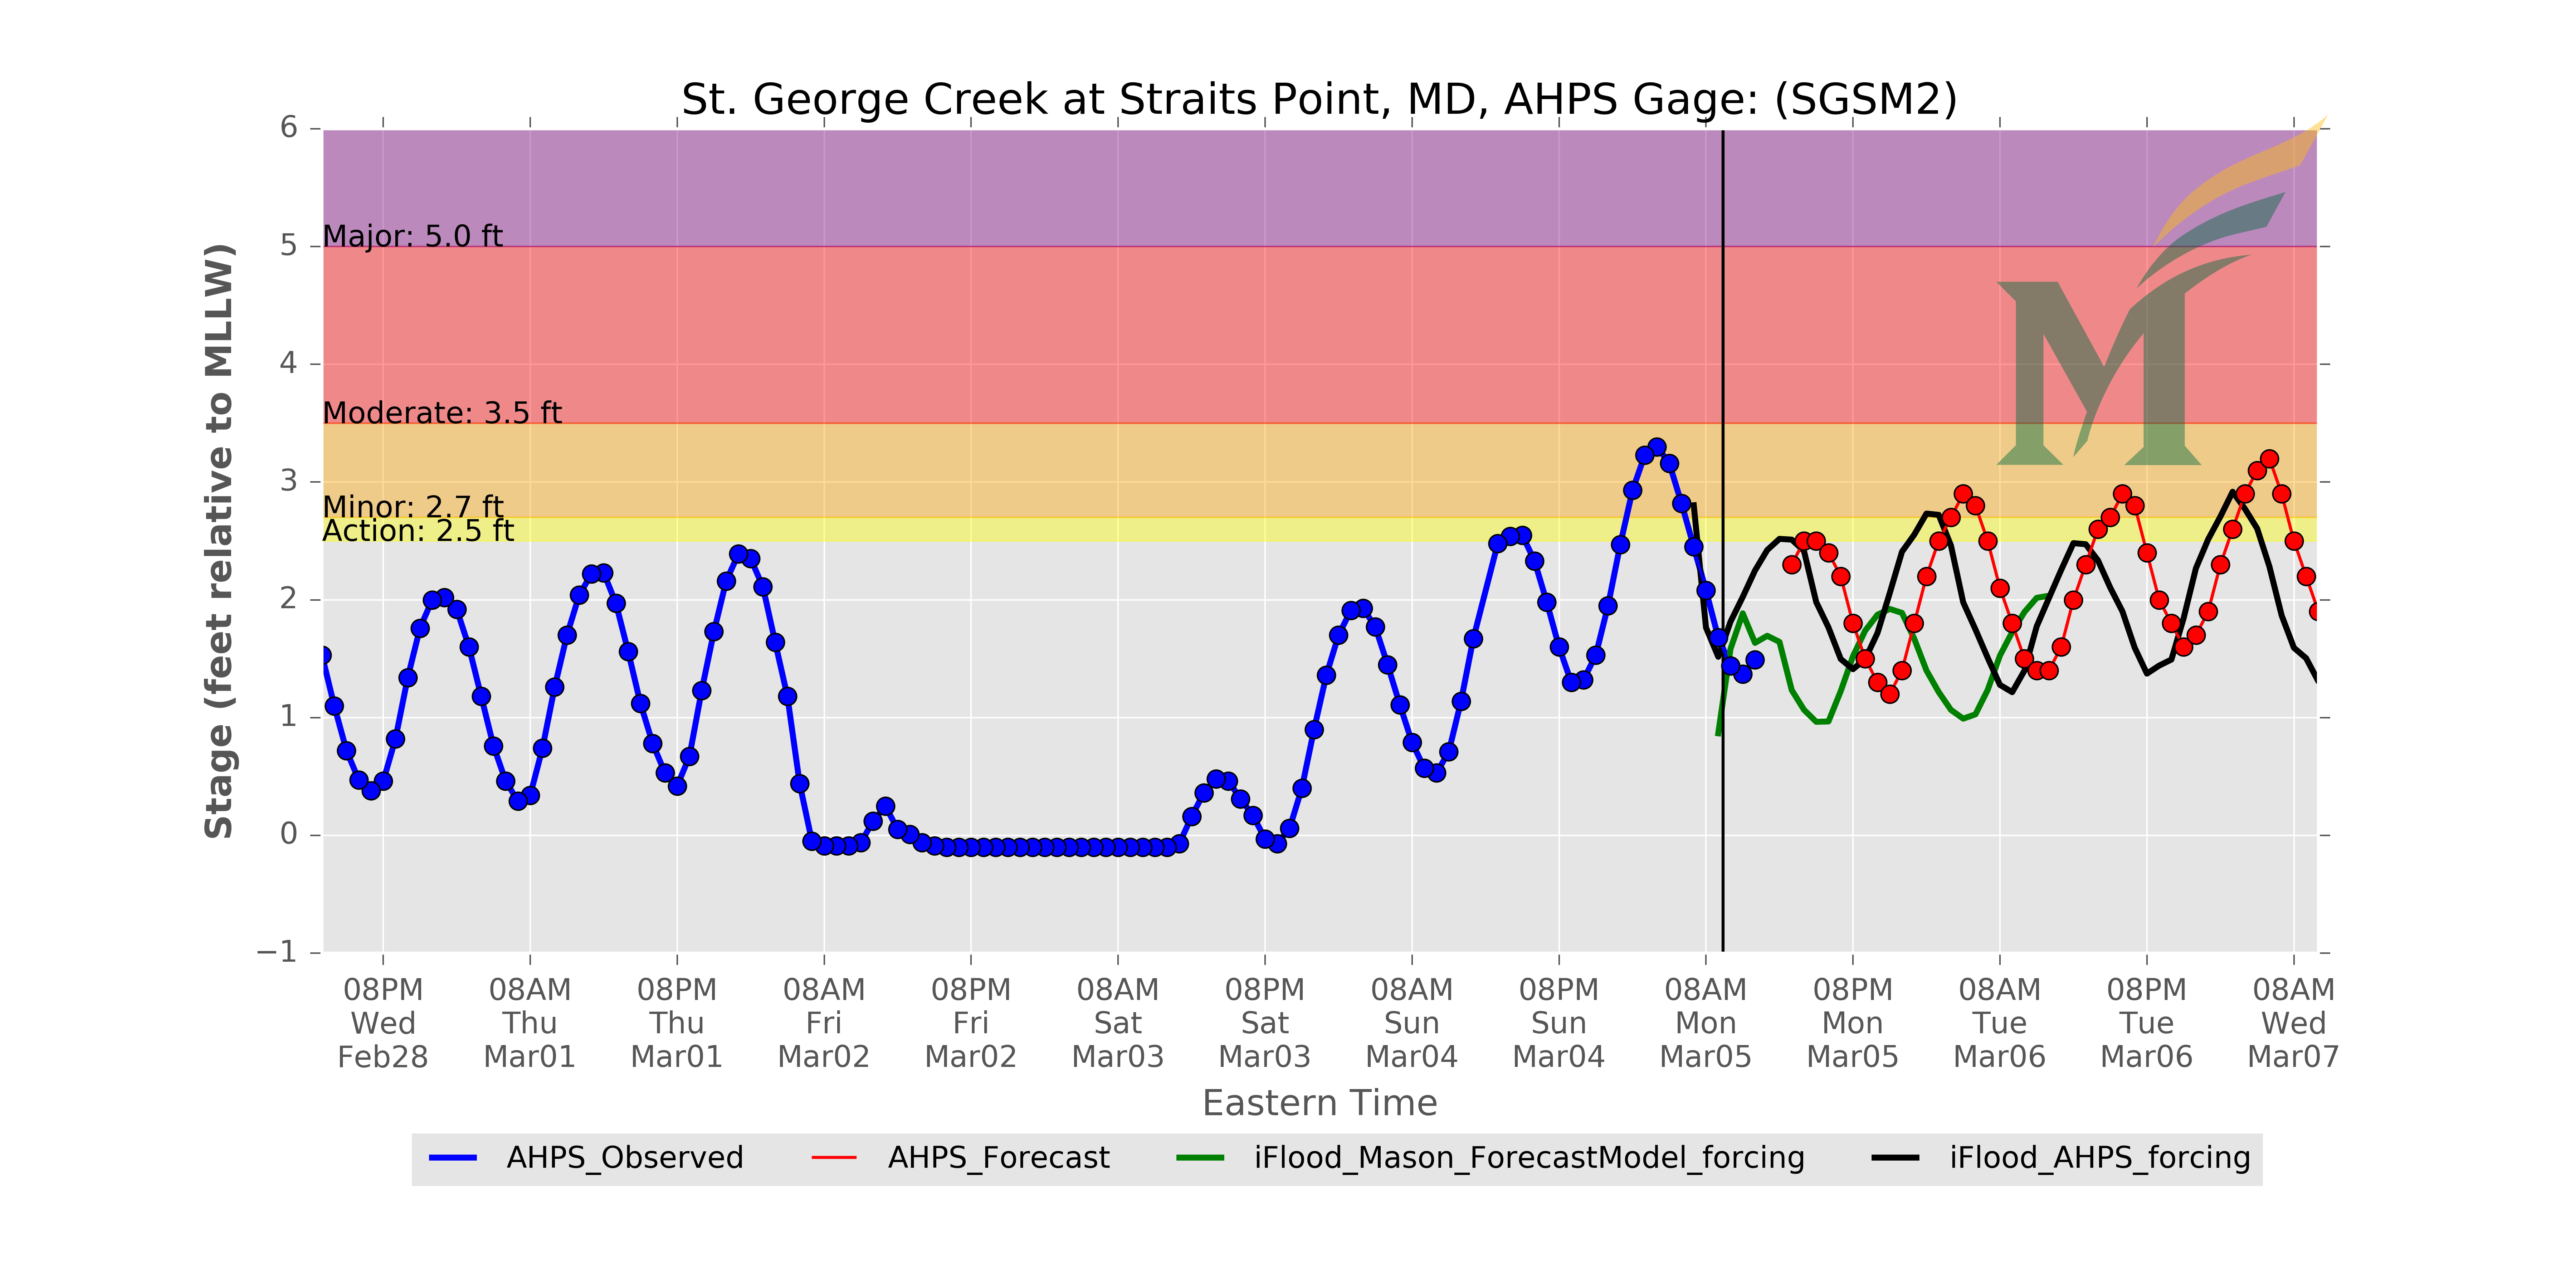 St. George Creek at Straits Point, MD, AHPS Gage: (SGSM2)
Stage (feet relative to MLLW)
6
5
4
3
2
1
0
−1
Major: 5.0 ft
Moderate: 3.5 ft
Minor: 2.7 ft
Action: 2.5 ft
M
08PM 08AM 08PM 08AM 08PM 08AM 08PM 08AM 08PM 08AM 08PM 08AM 08PM 08AM
Wed Thu Thu Fri Fri Sat Sat Sun Sun Mon Mon Tue Tue Wed
Feb28 Mar01 Mar01 Mar02 Mar02 Mar03 Mar03 Mar04 Mar04 Mar05 Mar05 Mar06 Mar06 Mar07
Eastern Time
AHPS_Observed AHPS_Forecast iFlood_Mason_ForecastModel_forcing iFlood_AHPS_forcing